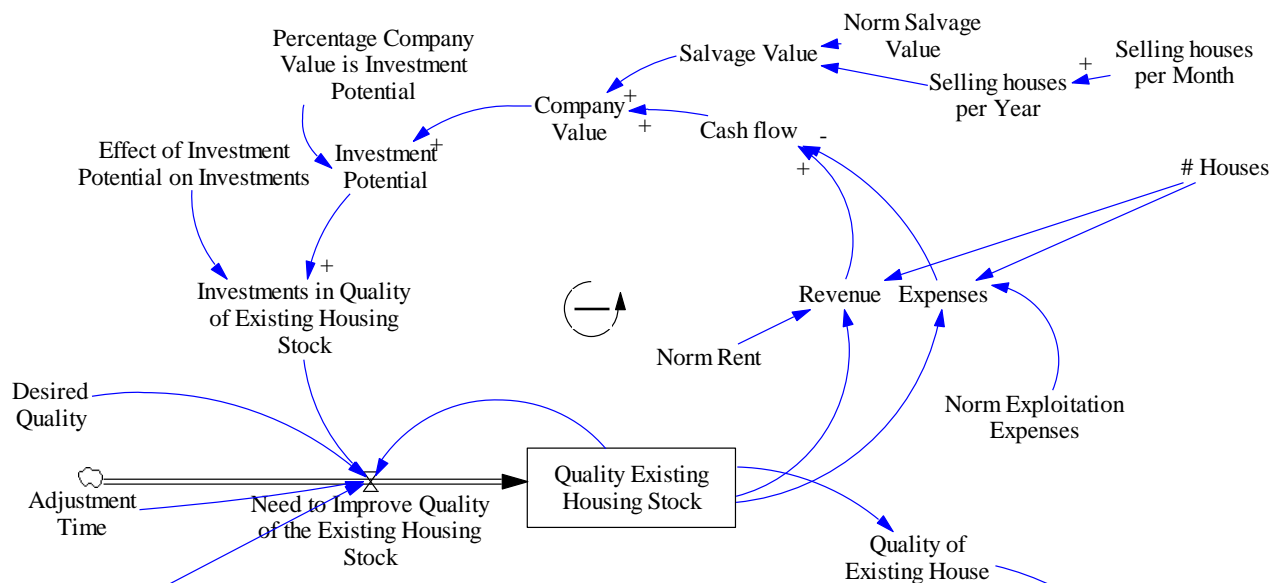 Percentage Company
Value is Investment
Potential
Norm Salvage
Value
Salvage Value
Selling houses
per Month
+
Selling houses
per Year
Company
Value
+
+
Cash flow
-
+
Effect of Investment
Potential on Investments
Investment
Potential
+
# Houses
+
Investments in Quality
of Existing Housing
Stock
Revenue
Expenses
Norm Rent
Desired
Quality
Norm Exploitation
Expenses
Quality Existing
Housing Stock
Adjustment
Time
Need to Improve Quality
of the Existing Housing
Stock
Quality of
Existing House